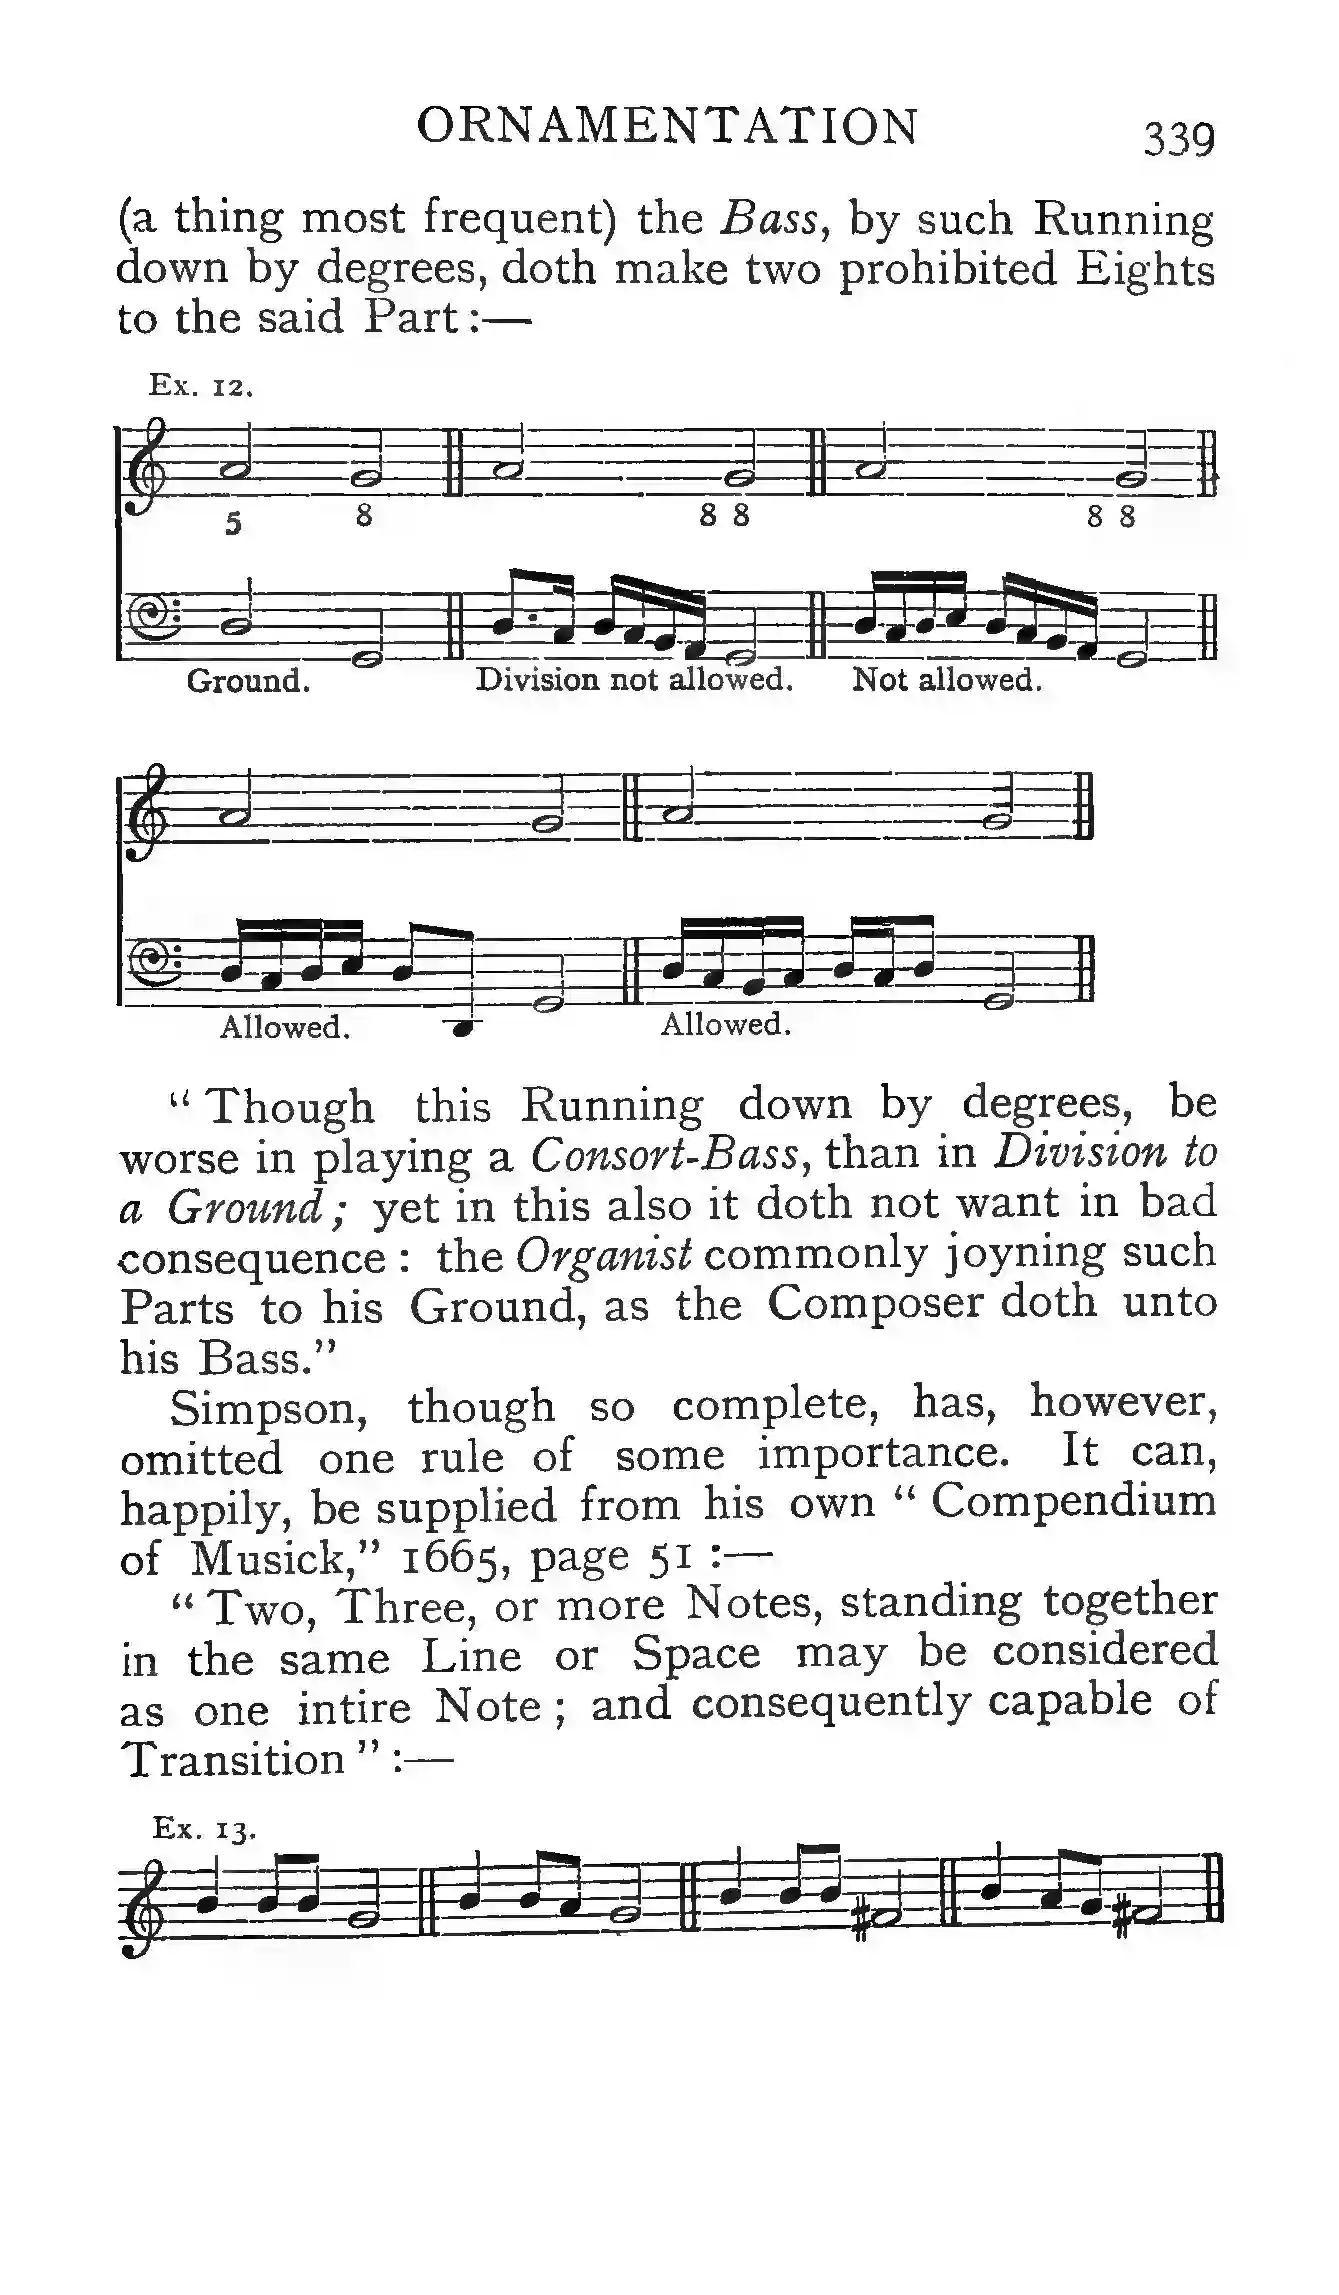 ORNAMENTATION 339
(a thing most frequent) the Bass, by such Running
down by degrees, doth make two prohibited Eights
to the said Part :—
Ex. 12.
5 8 8 8 8 8
Ground. Division not allowed. Not allowed.
Allowed. Allowed.
“ Though this Running down by degrees, be
worse in playing a Consort-Bass, than in Division to
a Ground ; yet in this also it doth not want in bad
consequence : the Organist commonly joyning such
Parts to his Ground, as the Composer doth unto
his Bass.”
Simpson, though so complete, has, however,
omitted one rule of some importance. It can,
happily, be supplied from his own “ Compendium
of Musick,” 1665, page 51 :—
“ Two, Three, or more Notes, standing together
in the same Line or Space may be considered
as one intire Note ; and consequently capable of
Transition ” :—
Ex. 13.